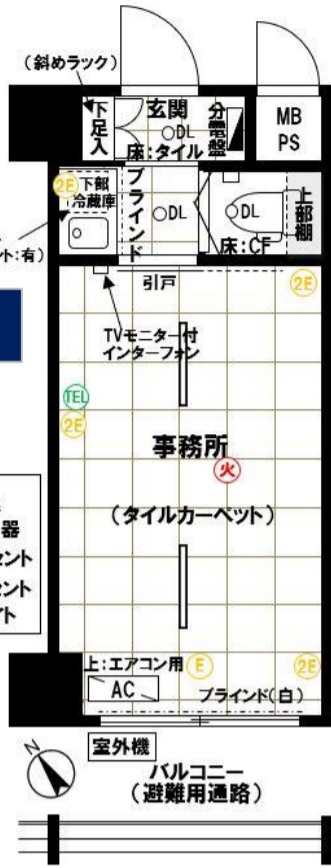 （斜めラック）
下足入
玄関
DL
床：タイル
分電盤
MB
PS
2E
下部
冷蔵庫
ブラインド
DL
DL
床：CF
上部棚
ント：有）
引戸
2E
TVモニター付
インターフォン
TEL
2E
事務所
火
（タイルカーペット）
器
セント
セント
イト
上：エアコン用
E
2E
AC
ブラインド（白）
室外機
N
バルコニー
（避難用通路）